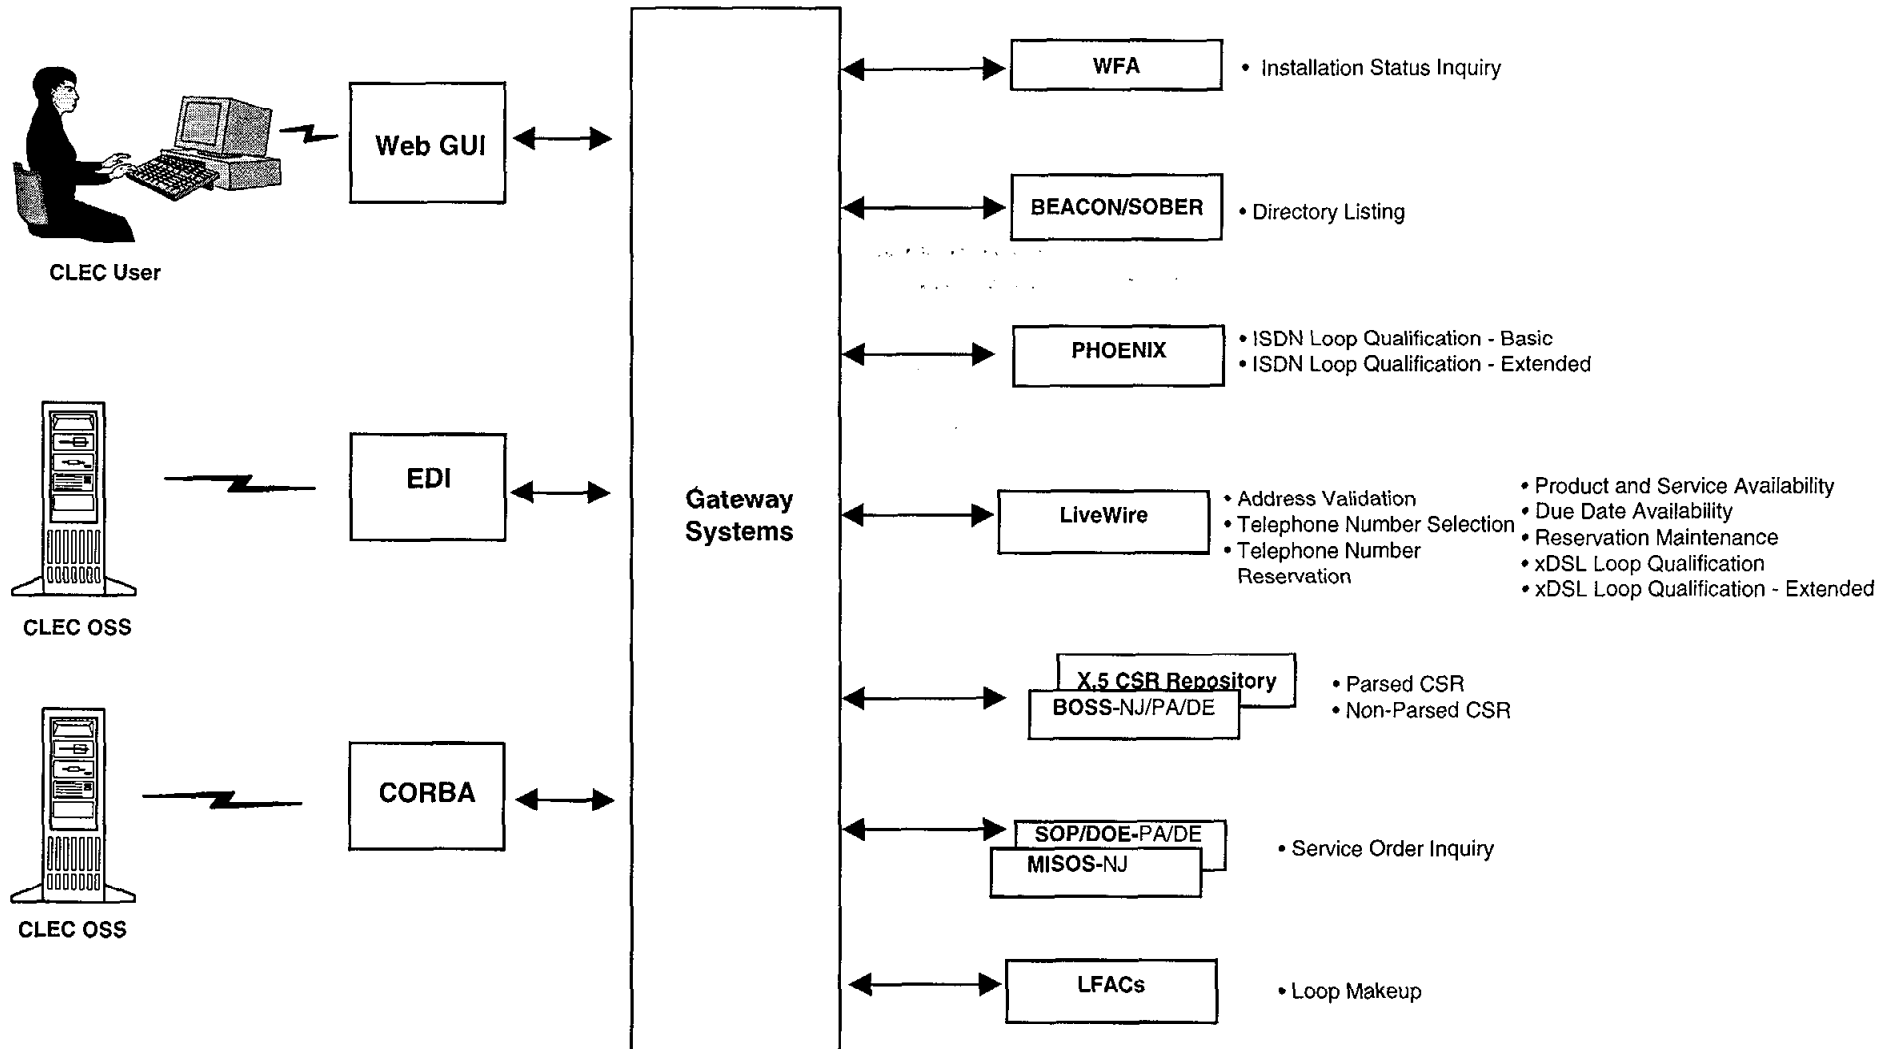 WFA
• Installation Status Inquiry
Web GUI
BEACON/SOBER
• Directory Listing
CLEC User
PHOENIX
• ISDN Loop Qualification - Basic
• ISDN Loop Qualification - Extended
EDI
Gateway
Systems
LiveWire
• Address Validation
• Telephone Number Selection
• Telephone Number
Reservation
• Product and Service Availability
• Due Date Availability
• Reservation Maintenance
• xDSL Loop Qualification
• xDSL Loop Qualification - Extended
CLEC OSS
X.5 CSR Repository
BOSS-NJ/PA/DE
• Parsed CSR
• Non-Parsed CSR
CORBA
SOP/DOE-PA/DE
MISOS-NJ
• Service Order Inquiry
CLEC OSS
LFACs
• Loop Makeup